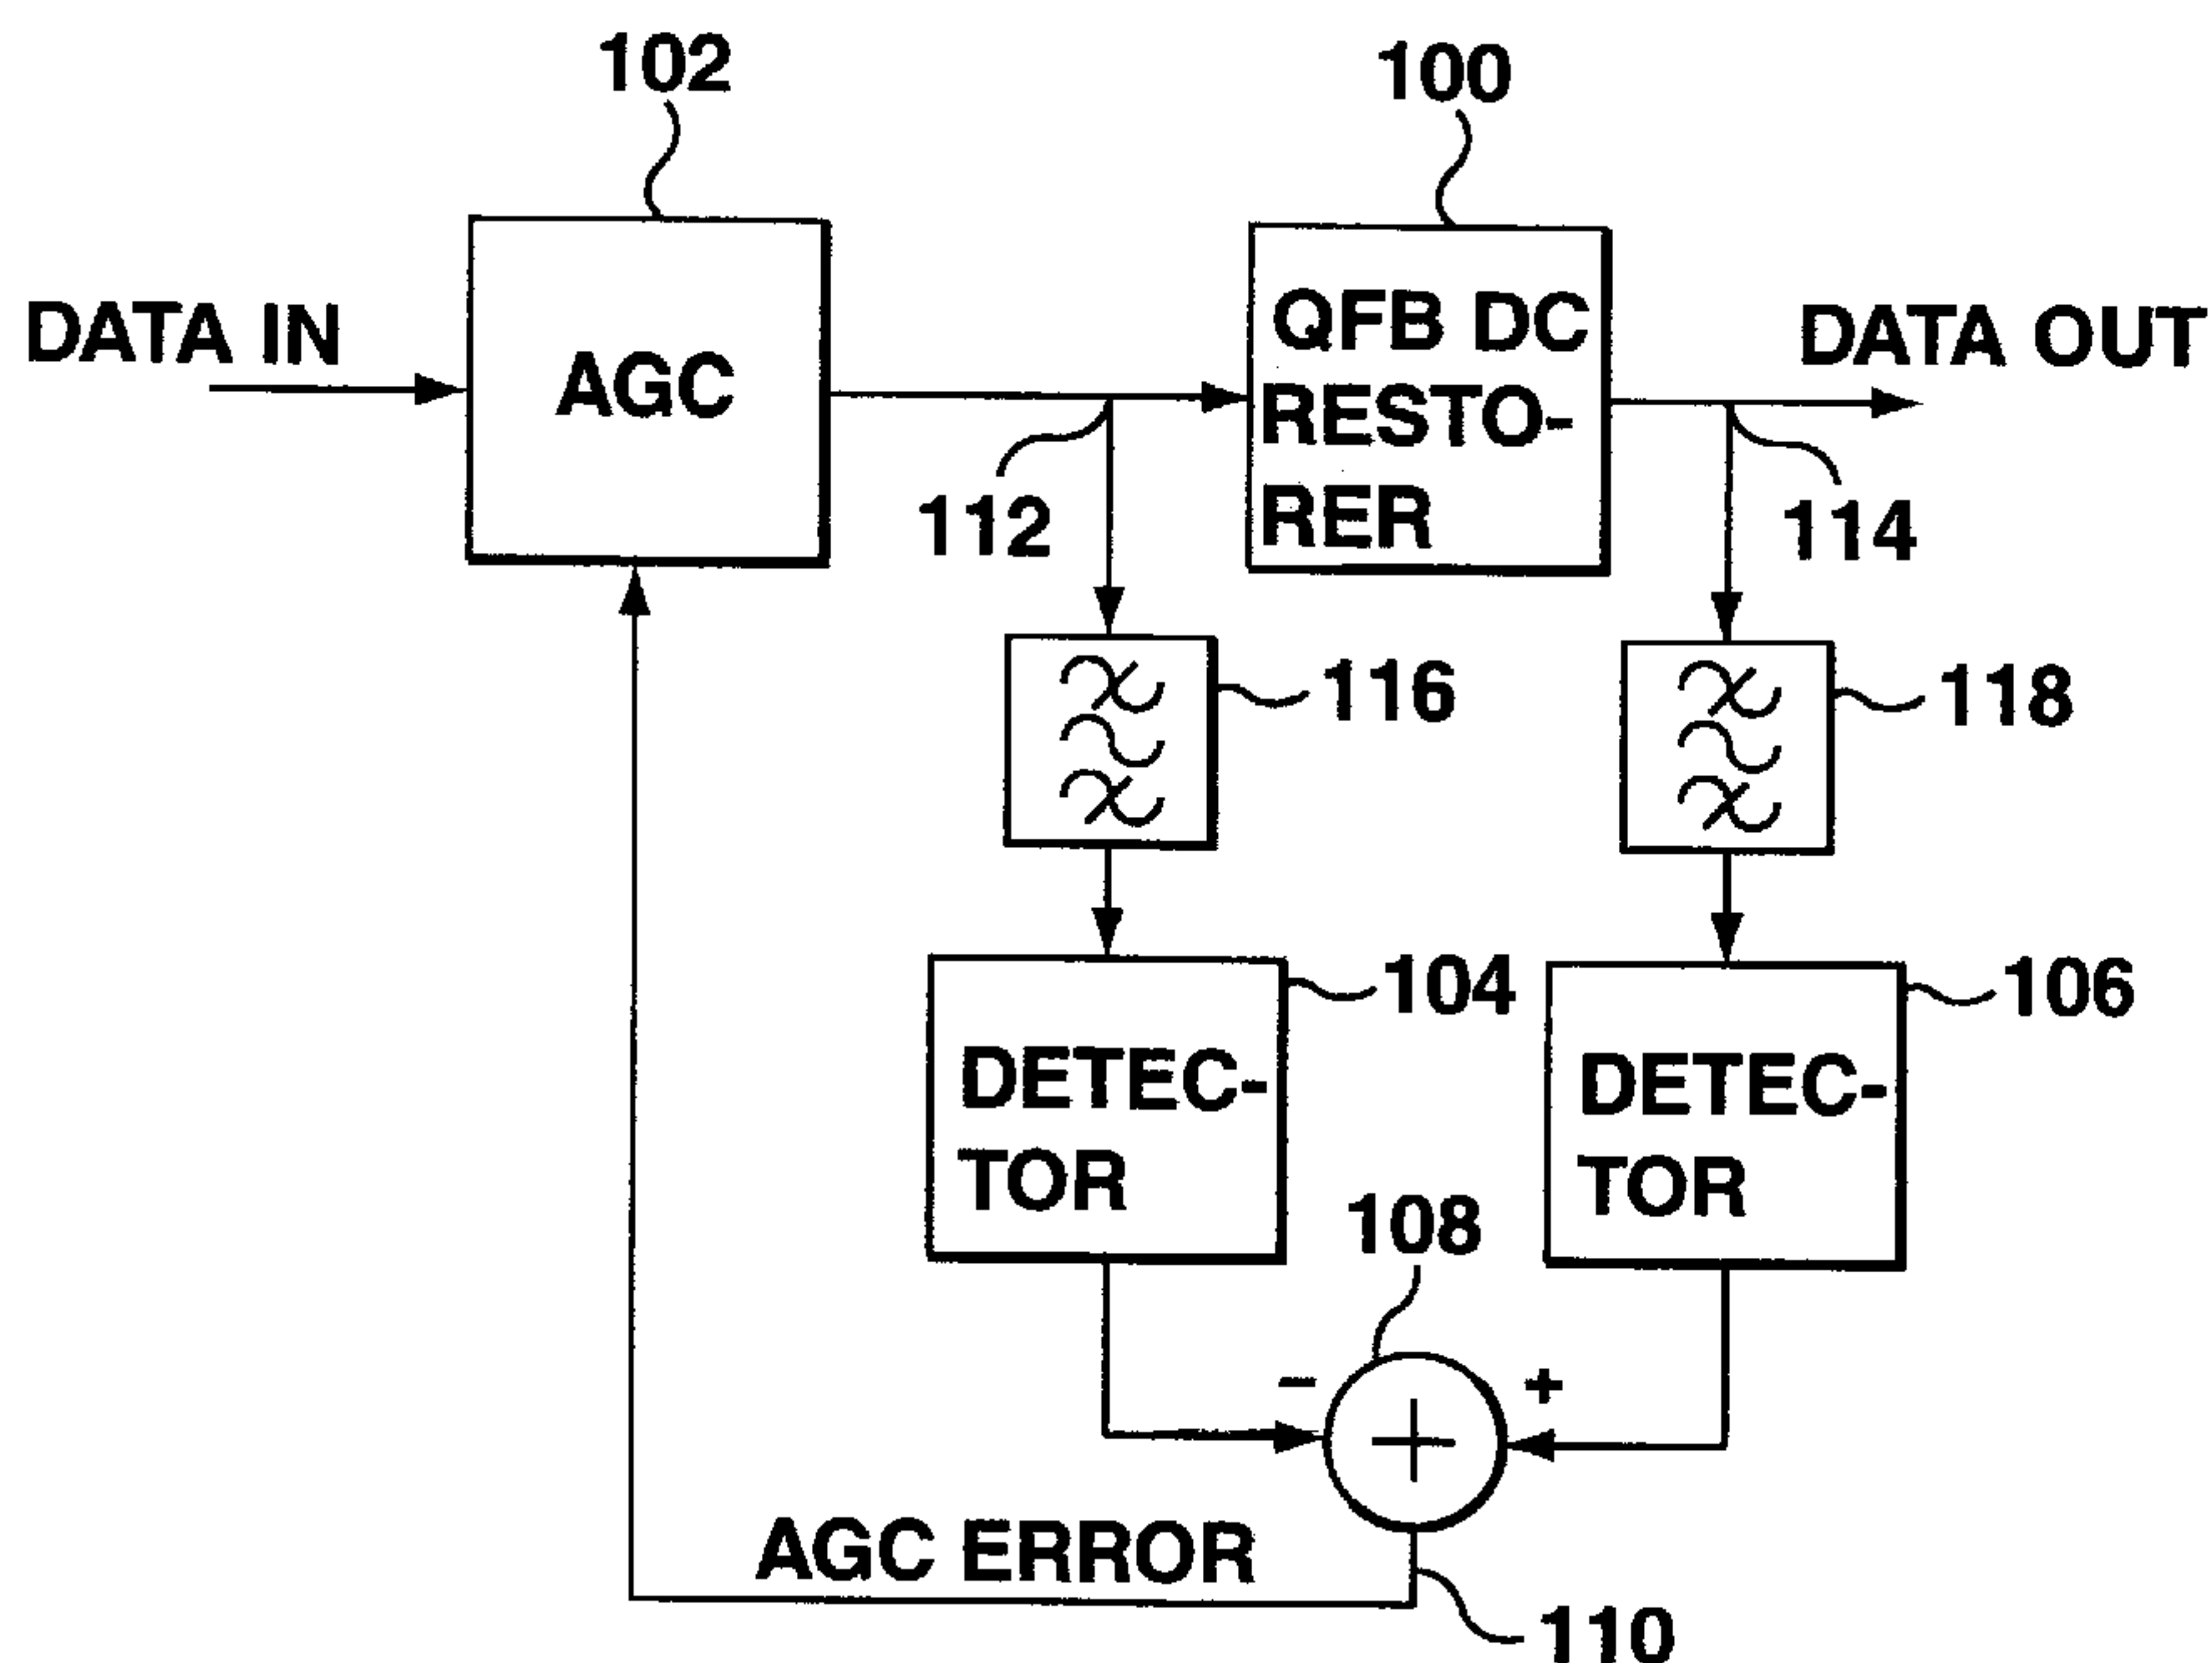 102
100
DATA IN
AGC
QFB DC
RESTO-
RER
DATA OUT
112
114
116
118
DETEC-
TOR
104
DETEC-
TOR
106
108
-
+
+
AGC ERROR
110